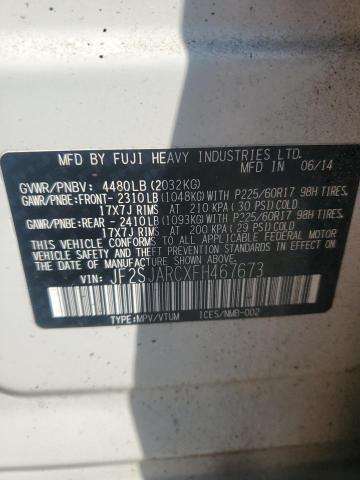 MFD BY FUJI HEAVY INDUSTRIES LTD. 06/14
GVWR/PNBV: 4480LB(2032KG)
GAWR/PNBE:FRONT- 2310LB(1048KG)WITH P225/60R17 98H TIRES,
17X7J RIMS AT 210 KPA(30 PSI)COLD
GAWR/PNBE:REAR -2410LB(1093KG)WITH P225/60R17 98H TIRES,
17X7J RIMS AT 200 KPA(29 PSI)COLD
THIS VEHICLE CONFORMS TO ALL APPLICABLE
FEDERAL MOTOR VEHICLE SAFETY AND THEFT
PREVENTION STANDARDS IN EFFECT
ON THE DATE OF MANUFACTURE SHOWN ABOVE.
VIN: JF2SJARCXFH467673
TYPE:MPV/VTUM ICES/NMB-002